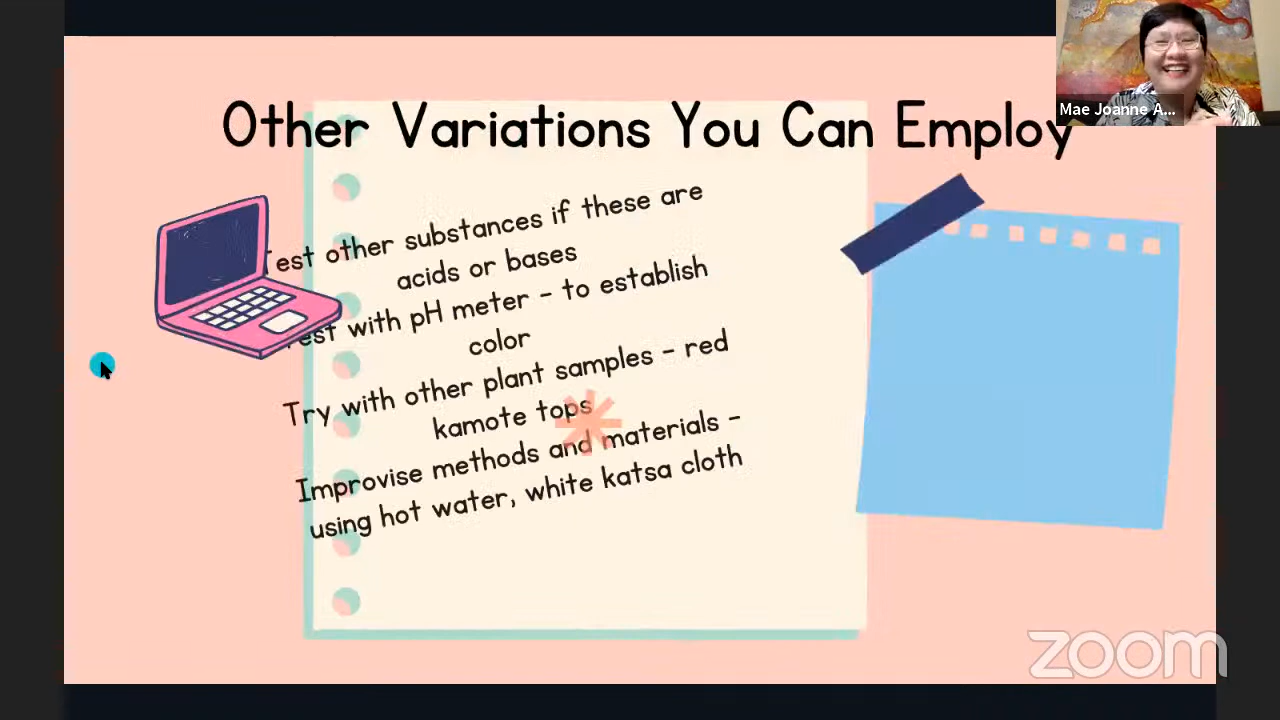 Other Variations You Can Employ
Mae Joanne A...
Test other substances if these are
acids or bases
Test with pH meter - to establish
color
Try with other plant samples - red
kamote tops
Improvise methods and materials -
using hot water, white katsa cloth
zoom